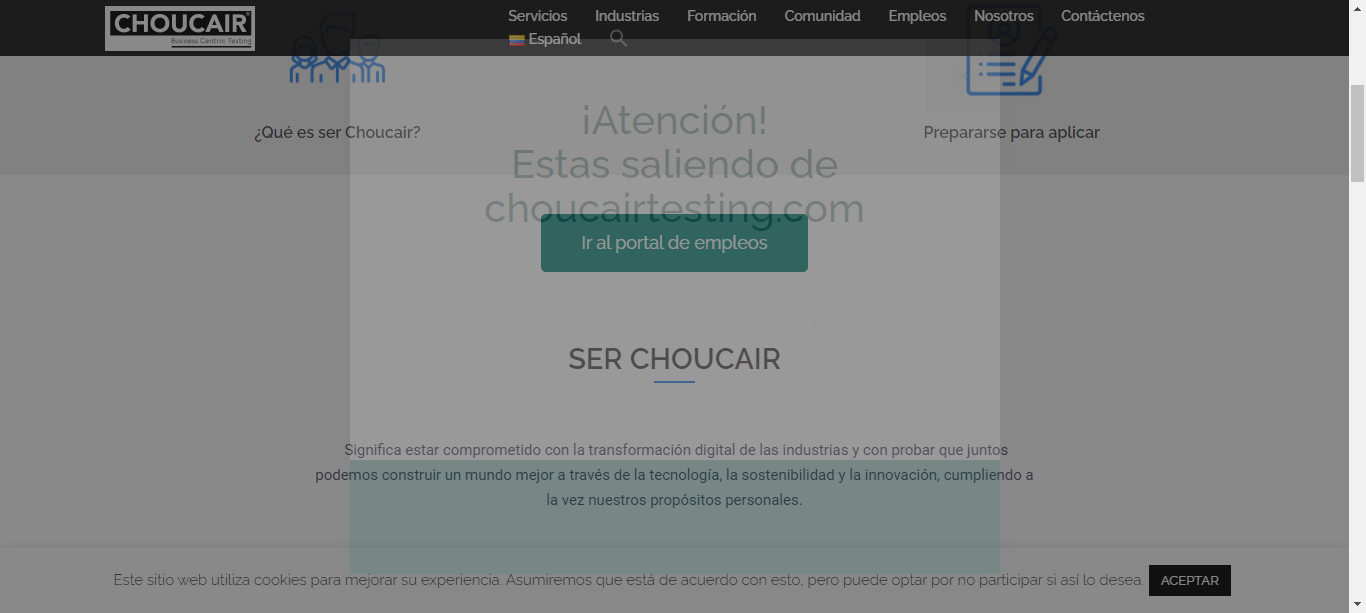 CHOUCAIR
Business Centric Testing
Servicios
Industrias
Formación
Comunidad
Empleos
Nosotros
Contáctenos
Español
¿Qué es ser Choucair?
Prepararse para aplicar
¡Atención!
Estas saliendo de
choucairtesting.com
Ir al portal de empleos
SER CHOUCAIR
Significa estar comprometido con la transformación digital de las industrias y con probar que juntos
podemos construir un mundo mejor a través de la tecnología, la sostenibilidad y la innovación, cumpliendo a
la vez nuestros propósitos personales.
Este sitio web utiliza cookies para mejorar su experiencia. Asumiremos que está de acuerdo con esto, pero puede optar por no participar si así lo desea.
ACEPTAR